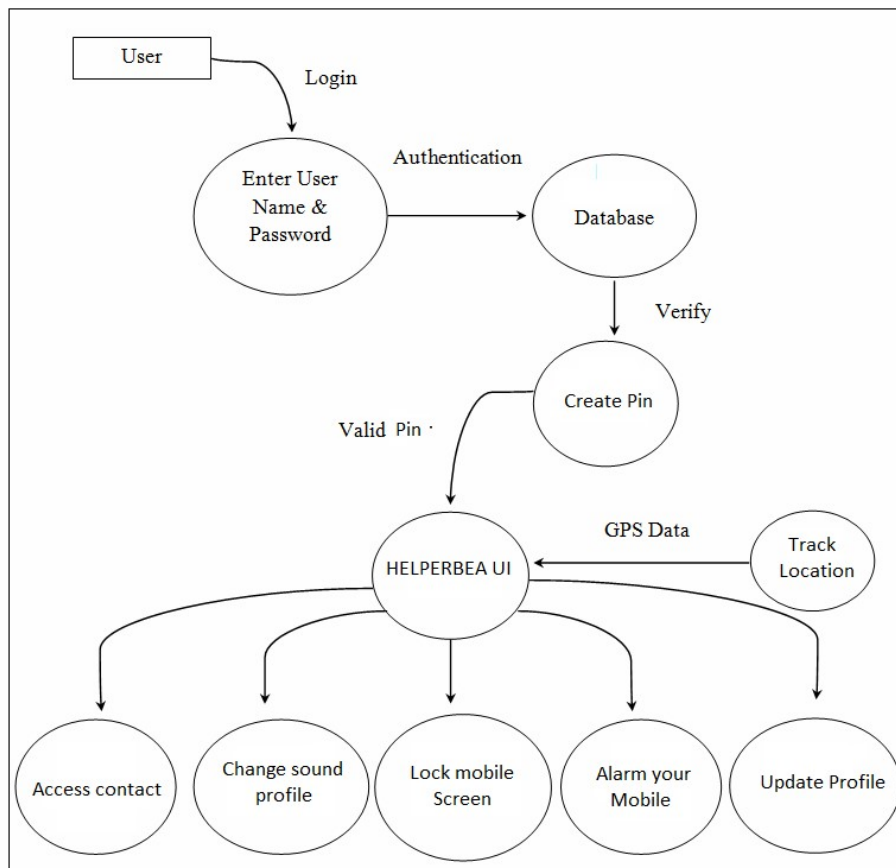 User
Login
Enter User
Name &
Password
Authentication
Database
Verify
Create Pin
Valid Pin
GPS Data
Track
Location
HELPERBEA UI
Access contact
Change sound
profile
Lock mobile
Screen
Alarm your
Mobile
Update Profile